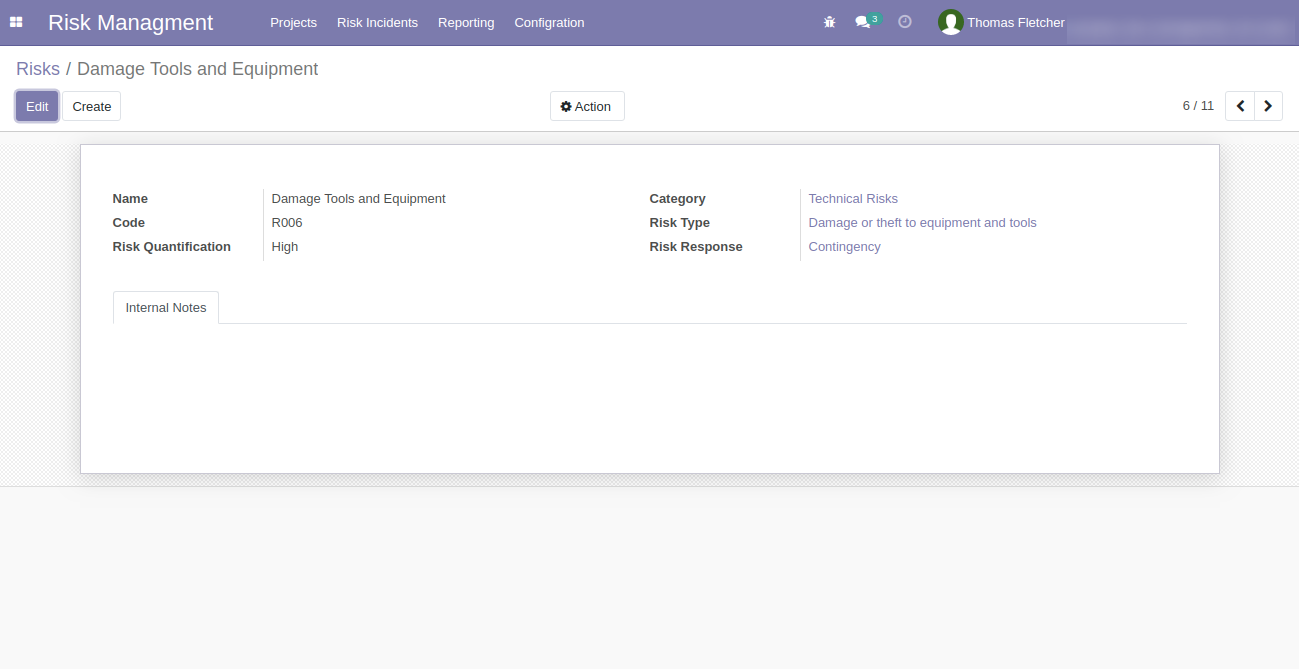 Risk Managment Projects Risk Incidents Reporting Configration 3 Thomas Fletcher
Risks / Damage Tools and Equipment
Edit Create Action 6 / 11
Name Damage Tools and Equipment Category Technical Risks
Code R006 Risk Type Damage or theft to equipment and tools
Risk Quantification High Risk Response Contingency
Internal Notes